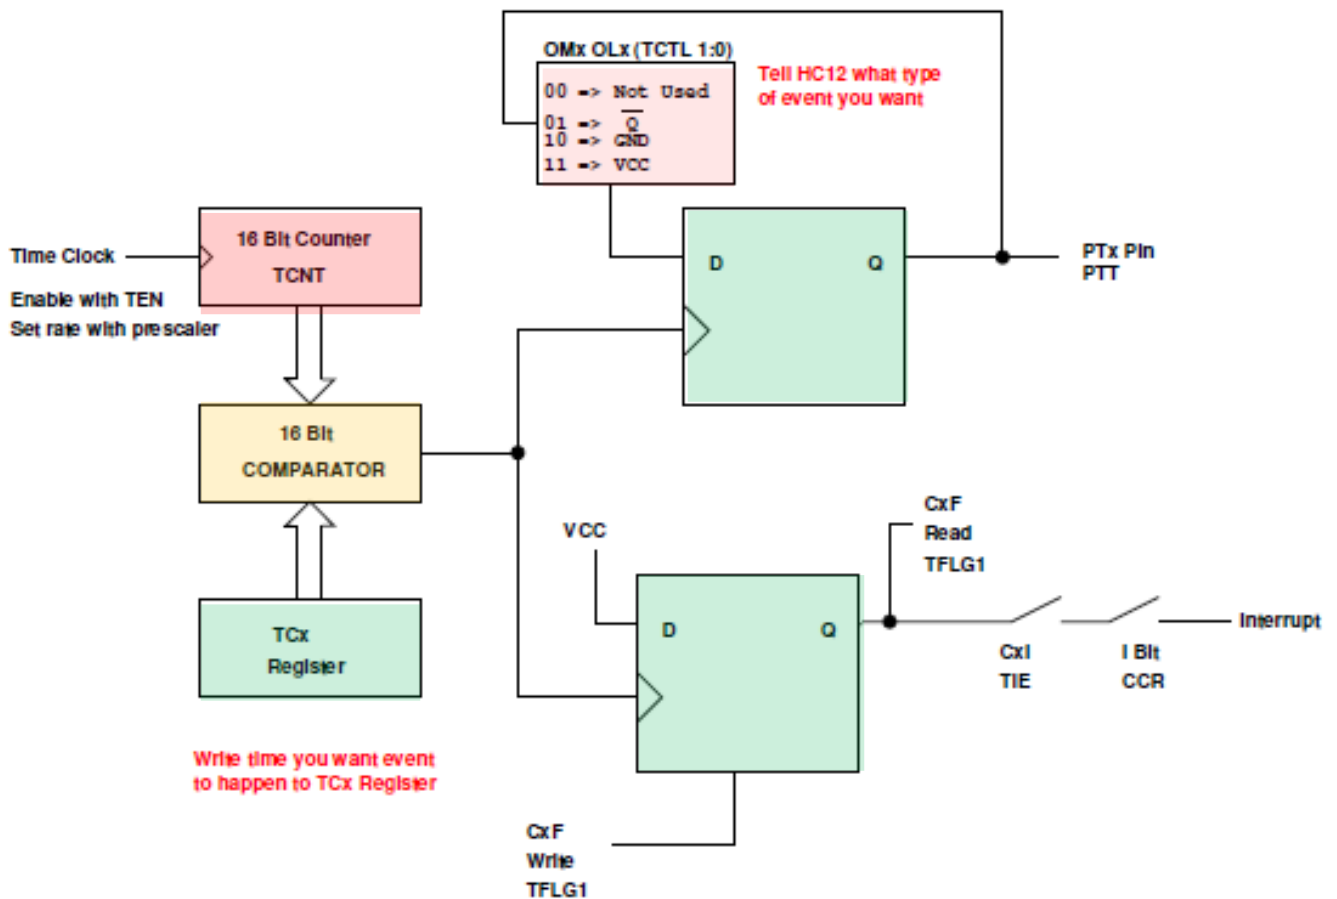 OMx OLx (TCTL 1:0)
00 => Not Used
01 => Q̅
10 => GND
11 => VCC
Tell HC12 what type
of event you want
16 Bit Counter
TCNT
Time Clock
Enable with TEN
Set rate with prescaler
D
Q
PTx Pin
PTT
16 Bit
COMPARATOR
TCx
Register
Write time you want event
to happen to TCx Register
VCC
D
Q
CxF
Read
TFLG1
CxI
TIE
I Bit
CCR
Interrupt
CxF
Write
TFLG1